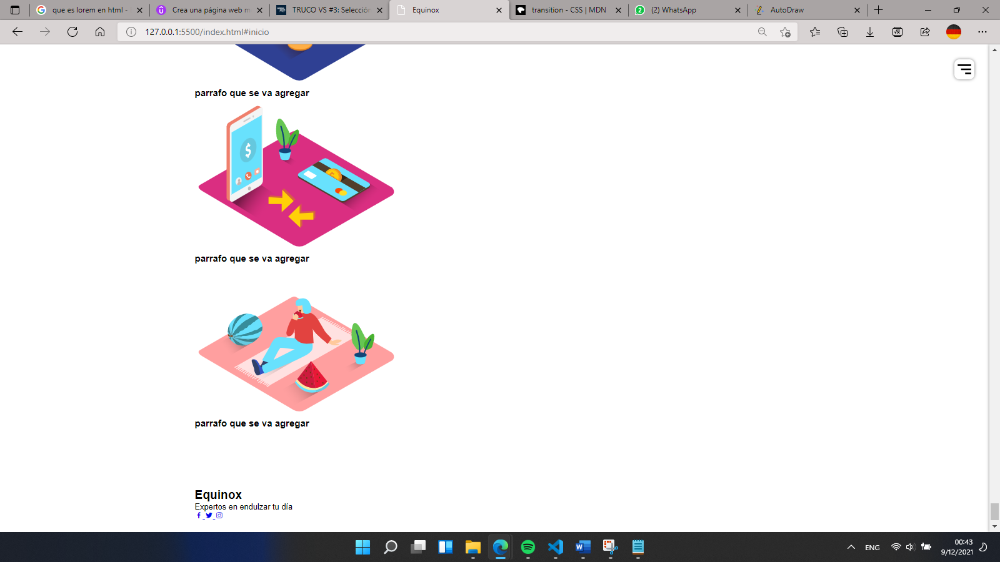 que es lorem en html -
Crea una página web m
TRUCO VS #3: Selección
Equinox
transition - CSS | MDN
(2) WhatsApp
AutoDraw
127.0.0.1:5500/index.html#inicio
parrafo que se va agregar
$
parrafo que se va agregar
parrafo que se va agregar
Equinox
Expertos en endulzar tu día
ENG
00:43
9/12/2021